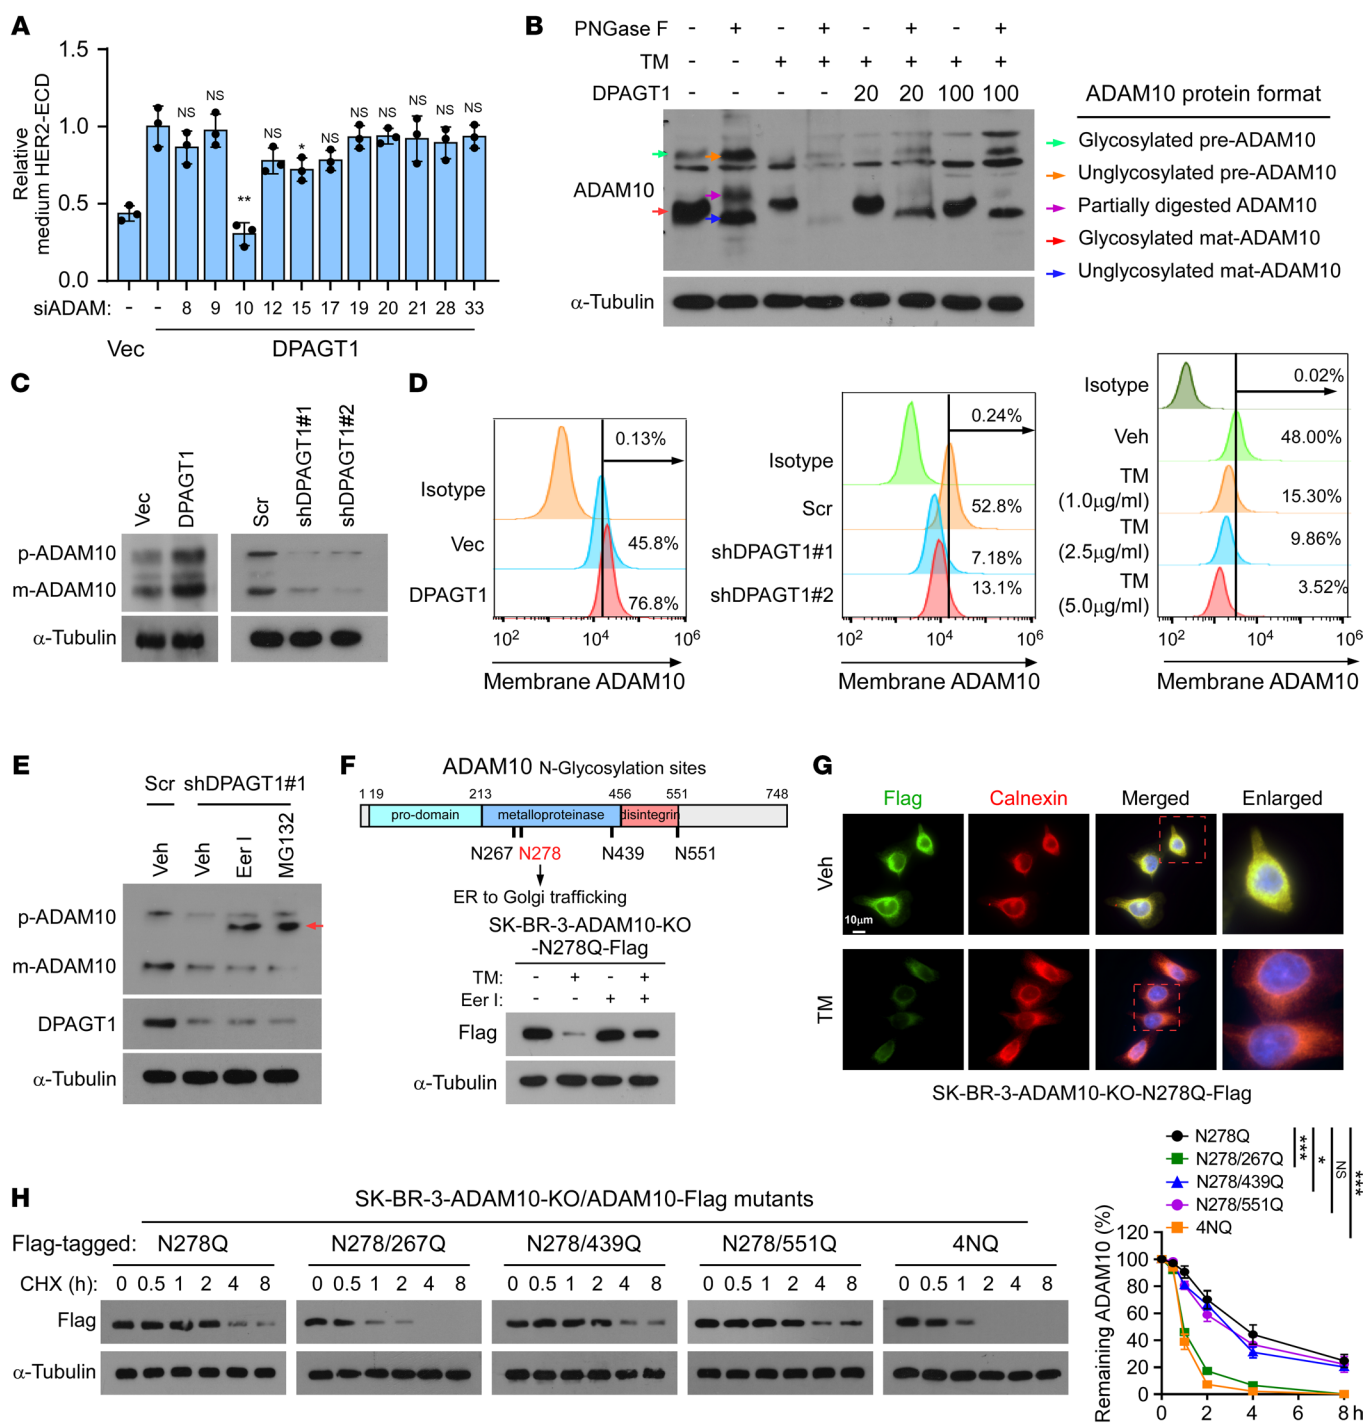 A
1.5
1.0
0.5
0.0
Relative
medium HER2-ECD
NS
NS
**
NS
*
NS
NS
NS
NS
NS
NS
siADAM: - - 8 9 10 12 15 17 19 20 21 28 33
Vec DPAGT1
B
PNGase F - + - + - + - +
TM - - + + + + + +
DPAGT1 - - - - 20 20 100 100
ADAM10
α-Tubulin
ADAM10 protein format
Glycosylated pre-ADAM10
Unglycosylated pre-ADAM10
Partially digested ADAM10
Glycosylated mat-ADAM10
Unglycosylated mat-ADAM10
C
Vec
DPAGT1
Scr
shDPAGT1#1
shDPAGT1#2
p-ADAM10
m-ADAM10
α-Tubulin
D
Isotype
Vec
DPAGT1
0.13%
45.8%
76.8%
10² 10⁴ 10⁶
Membrane ADAM10
Isotype
Scr
shDPAGT1#1
shDPAGT1#2
0.24%
52.8%
7.18%
13.1%
10² 10⁴ 10⁶
Membrane ADAM10
Isotype
Veh
TM
(1.0μg/ml)
TM
(2.5μg/ml)
TM
(5.0μg/ml)
0.02%
48.00%
15.30%
9.86%
3.52%
10² 10⁴ 10⁶
Membrane ADAM10
E
Scr shDPAGT1#1
Veh
Veh
Eer I
MG132
p-ADAM10
m-ADAM10
DPAGT1
α-Tubulin
F
ADAM10 N-Glycosylation sites
1 19 213 456 551 748
pro-domain metalloproteinase disintegrin
N267 N278 N439 N551
ER to Golgi trafficking
SK-BR-3-ADAM10-KO
-N278Q-Flag
TM: - + - +
Eer I: - - + +
Flag
α-Tubulin
G
Flag Calnexin Merged Enlarged
Veh
10μm
TM
SK-BR-3-ADAM10-KO-N278Q-Flag
H
SK-BR-3-ADAM10-KO/ADAM10-Flag mutants
Flag-tagged: N278Q N278/267Q N278/439Q N278/551Q 4NQ
CHX (h): 0 0.5 1 2 4 8 0 0.5 1 2 4 8 0 0.5 1 2 4 8 0 0.5 1 2 4 8 0 0.5 1 2 4 8
Flag
α-Tubulin
N278Q
N278/267Q
N278/439Q
N278/551Q
4NQ
***
*
NS
***
Remaining ADAM10 (%)
120
100
80
60
40
20
0
0 2 4 6 8 h